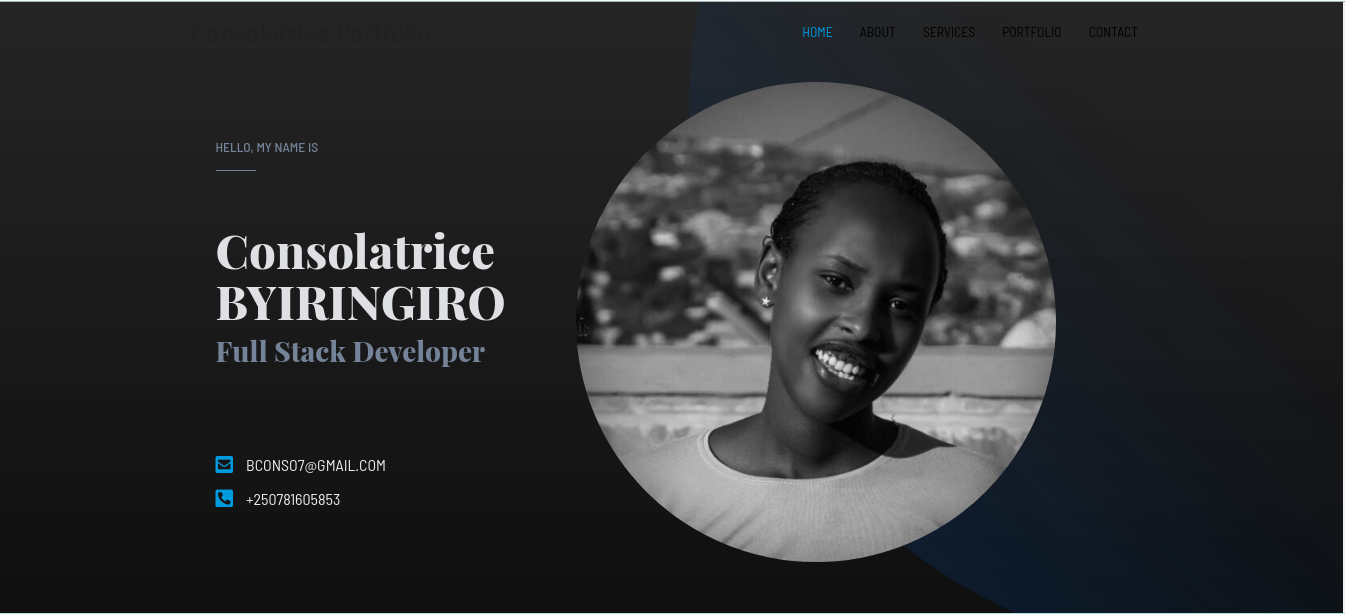 Consolatrice Portfolio
HOME ABOUT SERVICES PORTFOLIO CONTACT
HELLO, MY NAME IS
Consolatrice
BYIRINGIRO
Full Stack Developer
BCONSO7@GMAIL.COM
+250781605853